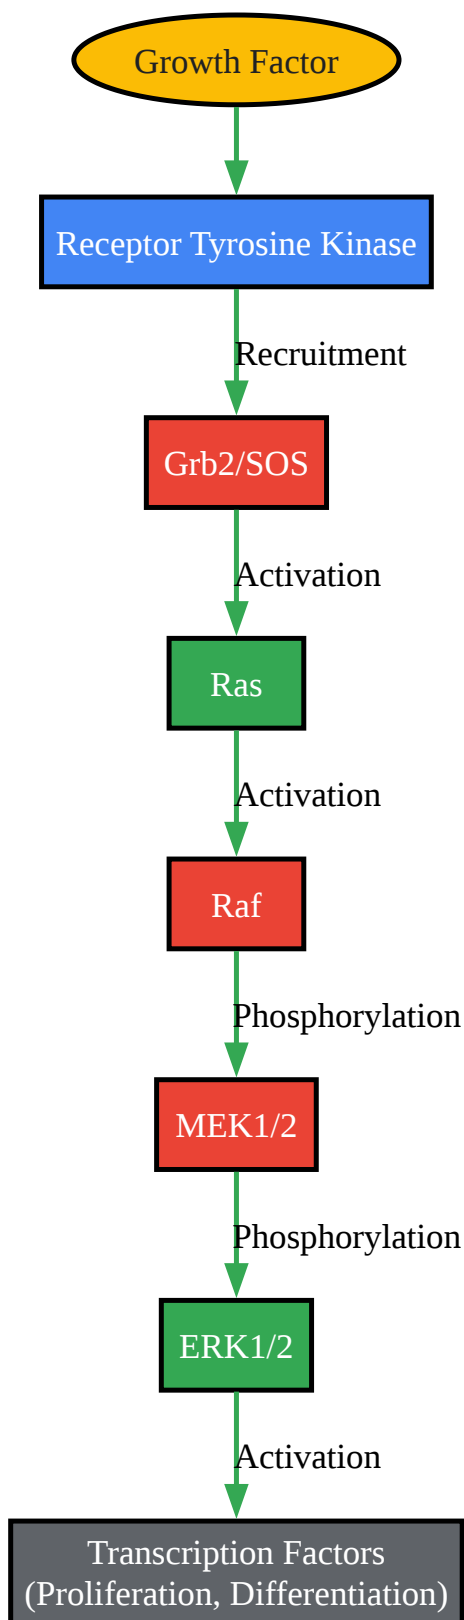 Growth Factor
Receptor Tyrosine Kinase
Recruitment
Grb2/SOS
Activation
Ras
Activation
Raf
Phosphorylation
MEK1/2
Phosphorylation
ERK1/2
Activation
Transcription Factors
(Proliferation, Differentiation)